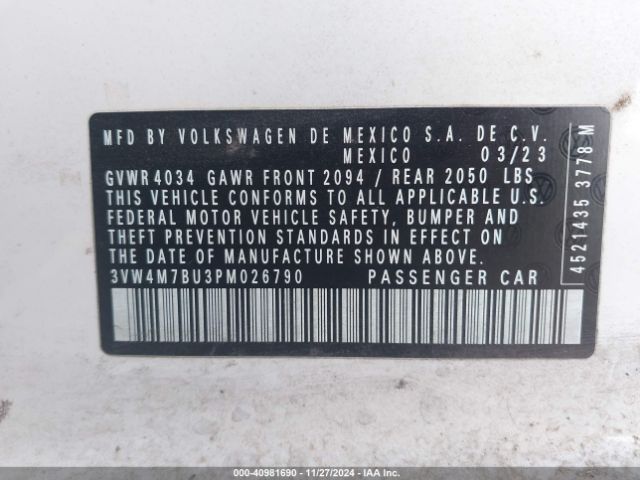 MFD BY VOLKSWAGEN DE MEXICO S.A. DE C.V.
MEXICO 03/23
GVWR 4034 GAWR FRONT 2094 / REAR 2050 LBS
THIS VEHICLE CONFORMS TO ALL APPLICABLE U.S.
FEDERAL MOTOR VEHICLE SAFETY, BUMPER AND
THEFT PREVENTION STANDARDS IN EFFECT ON
THE DATE OF MANUFACTURE SHOWN ABOVE.
3VW4M7BU3PM026790 PASSENGER CAR
4521435 3778-M
000-40981690 | 11/27/2024 - IAA Inc.